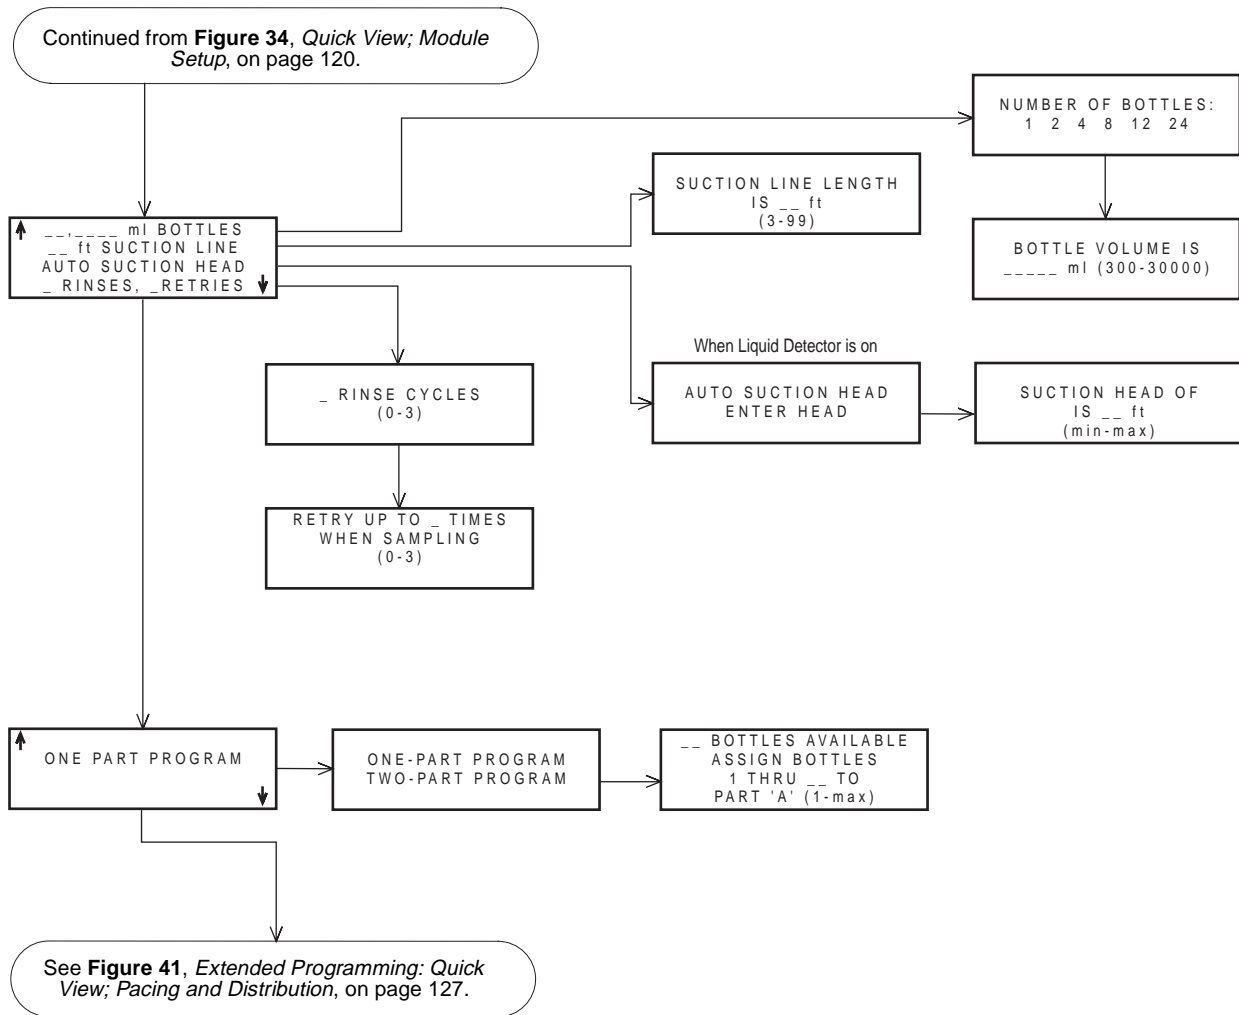 Continued from Figure 34, Quick View; Module
Setup, on page 120.
NUMBER OF BOTTLES:
1 2 4 8 12 24
SUCTION LINE LENGTH
IS __ ft
(3-99)
__,____ ml BOTTLES
__ ft SUCTION LINE
AUTO SUCTION HEAD
_ RINSES, _RETRIES
BOTTLE VOLUME IS
_____ ml (300-30000)
When Liquid Detector is on
_ RINSE CYCLES
(0-3)
AUTO SUCTION HEAD
ENTER HEAD
SUCTION HEAD OF
IS __ ft
(min-max)
RETRY UP TO _ TIMES
WHEN SAMPLING
(0-3)
ONE PART PROGRAM
ONE-PART PROGRAM
TWO-PART PROGRAM
__ BOTTLES AVAILABLE
ASSIGN BOTTLES
1 THRU __ TO
PART 'A' (1-max)
See Figure 41, Extended Programming: Quick
View; Pacing and Distribution, on page 127.